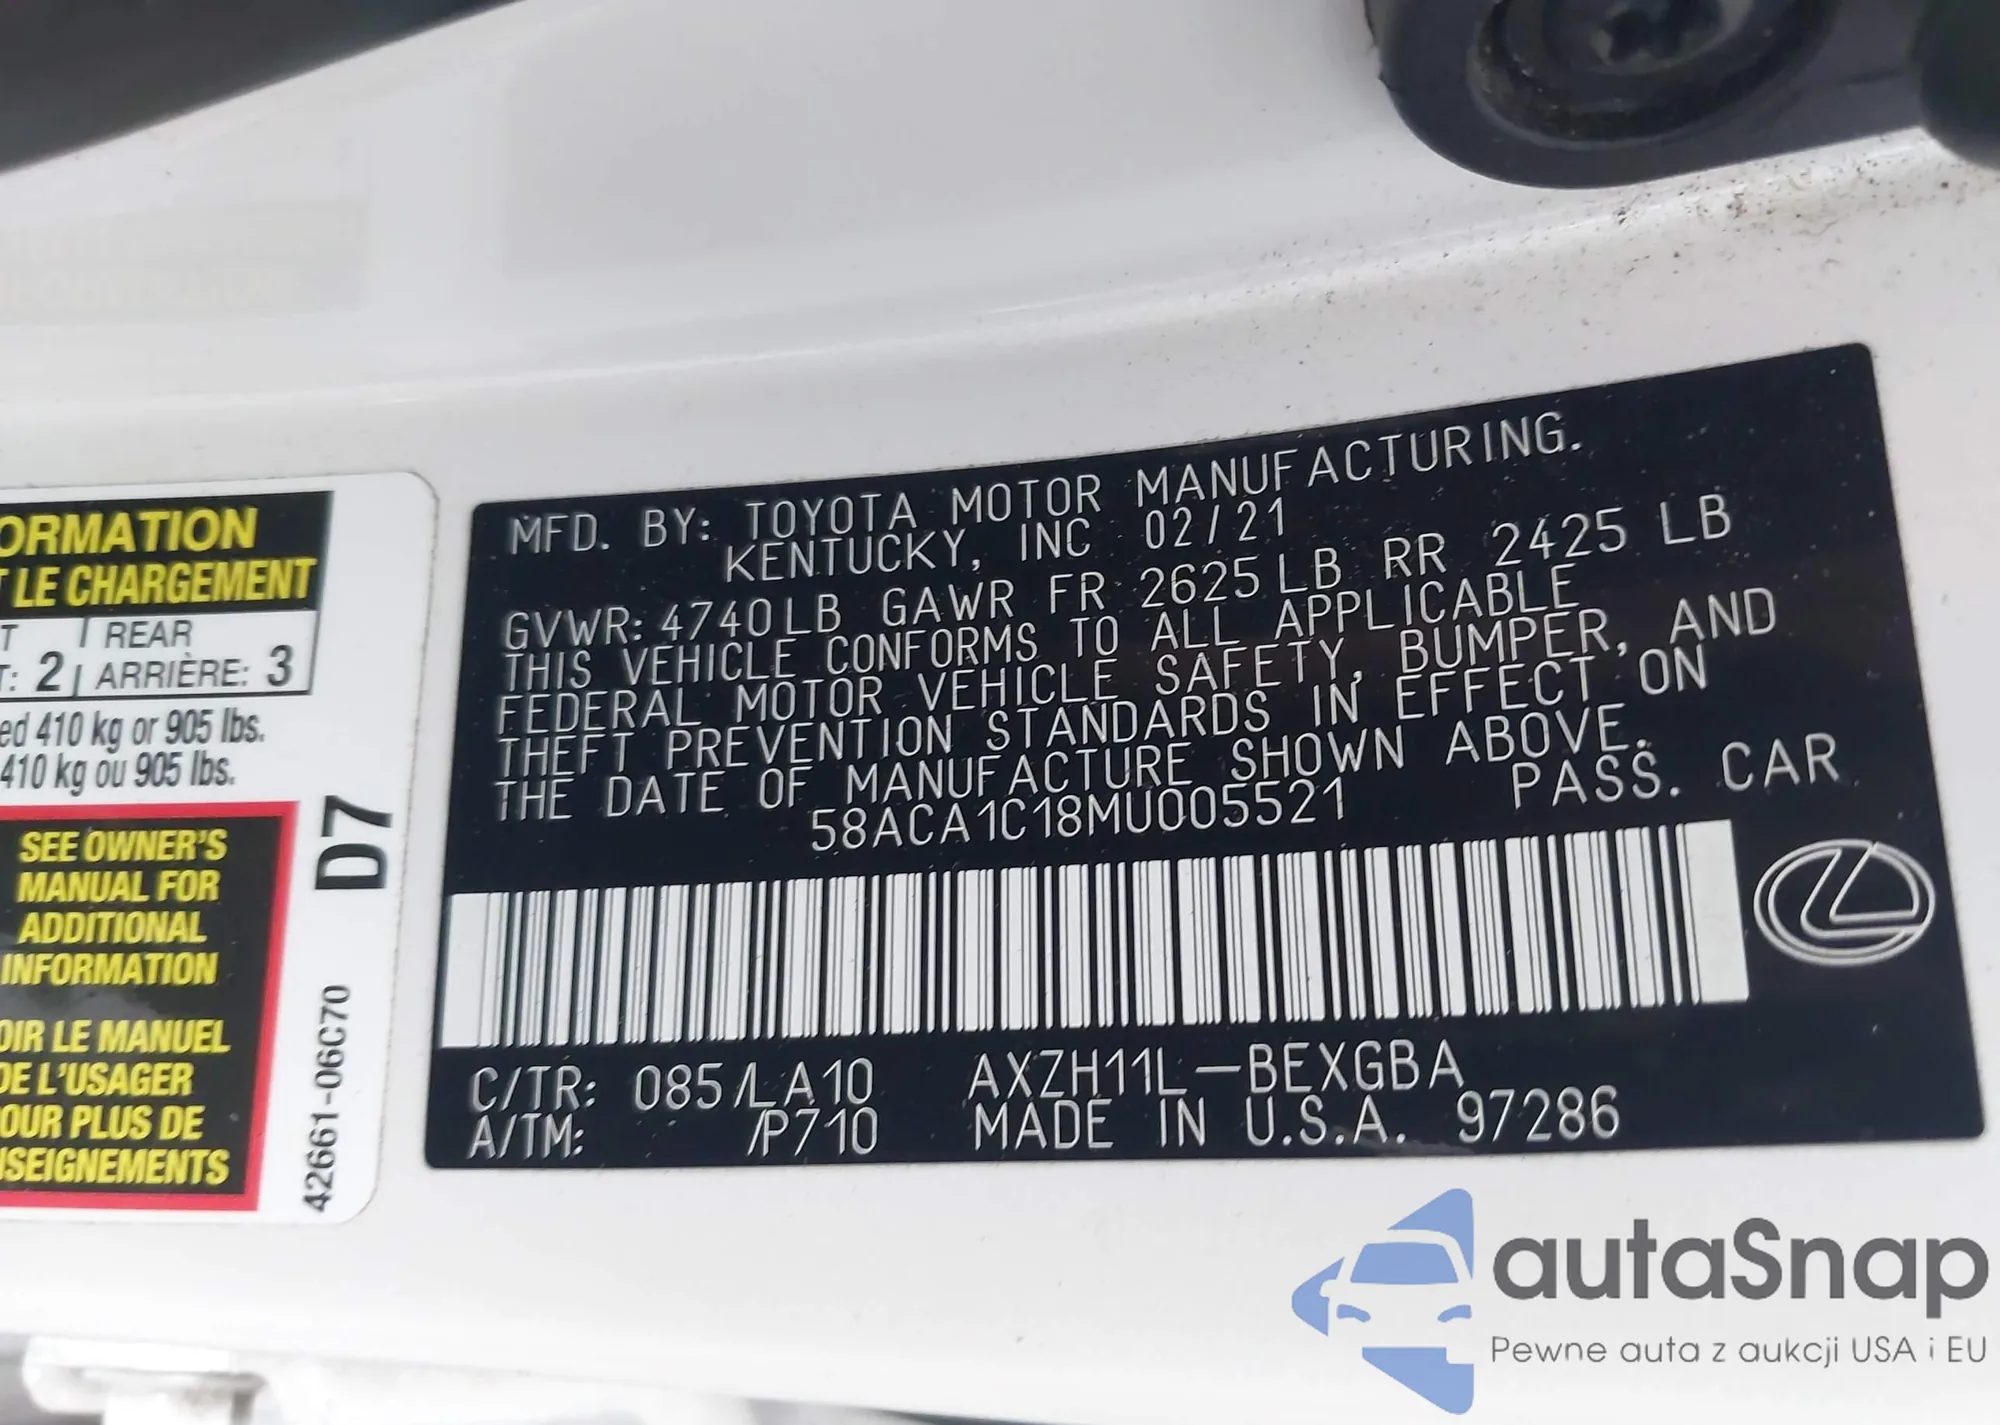 ORMATION
LE CHARGEMENT
REAR
2 ARRIÈRE: 3
ed 410 kg or 905 lbs.
410 kg ou 905 lbs.
SEE OWNER'S
MANUAL FOR
ADDITIONAL
INFORMATION
OIR LE MANUEL
DE L'USAGER
POUR PLUS DE
NSEIGNEMENTS
D7
42661-06C70
MFD. BY: TOYOTA MOTOR MANUFACTURING.
KENTUCKY, INC 02/21
GVWR: 4740LB GAWR FR 2625LB RR 2425 LB
THIS VEHICLE CONFORMS TO ALL APPLICABLE
FEDERAL MOTOR VEHICLE SAFETY, BUMPER, AND
THEFT PREVENTION STANDARDS IN EFFECT ON
THE DATE OF MANUFACTURE SHOWN ABOVE.
58ACA1C18MU005521 PASS. CAR
C/TR: 085/LA10 AXZH11L-BEXGBA
A/TM: /P710 MADE IN U.S.A. 97286
autaSnap
Pewne auta z aukcji USA i EU